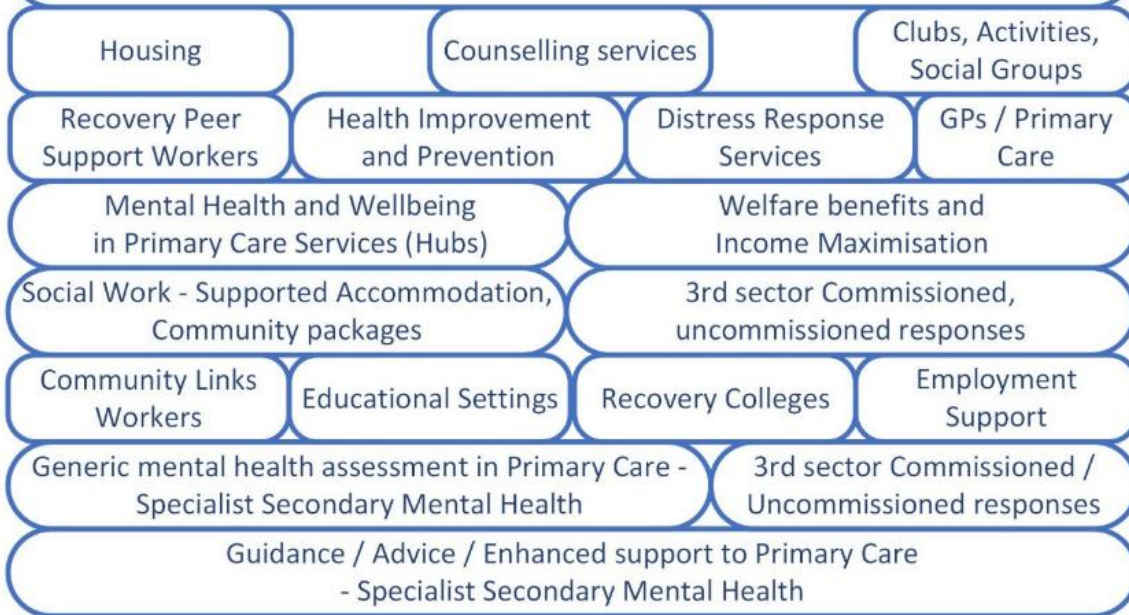 Housing
Counselling services
Clubs, Activities,
Social Groups
Recovery Peer
Support Workers
Health Improvement
and Prevention
Distress Response
Services
GPs / Primary
Care
Mental Health and Wellbeing
in Primary Care Services (Hubs)
Welfare benefits and
Income Maximisation
Social Work - Supported Accommodation,
Community packages
3rd sector Commissioned,
uncommissioned responses
Community Links
Workers
Educational Settings
Recovery Colleges
Employment
Support
Generic mental health assessment in Primary Care -
Specialist Secondary Mental Health
3rd sector Commissioned /
Uncommissioned responses
Guidance / Advice / Enhanced support to Primary Care
- Specialist Secondary Mental Health